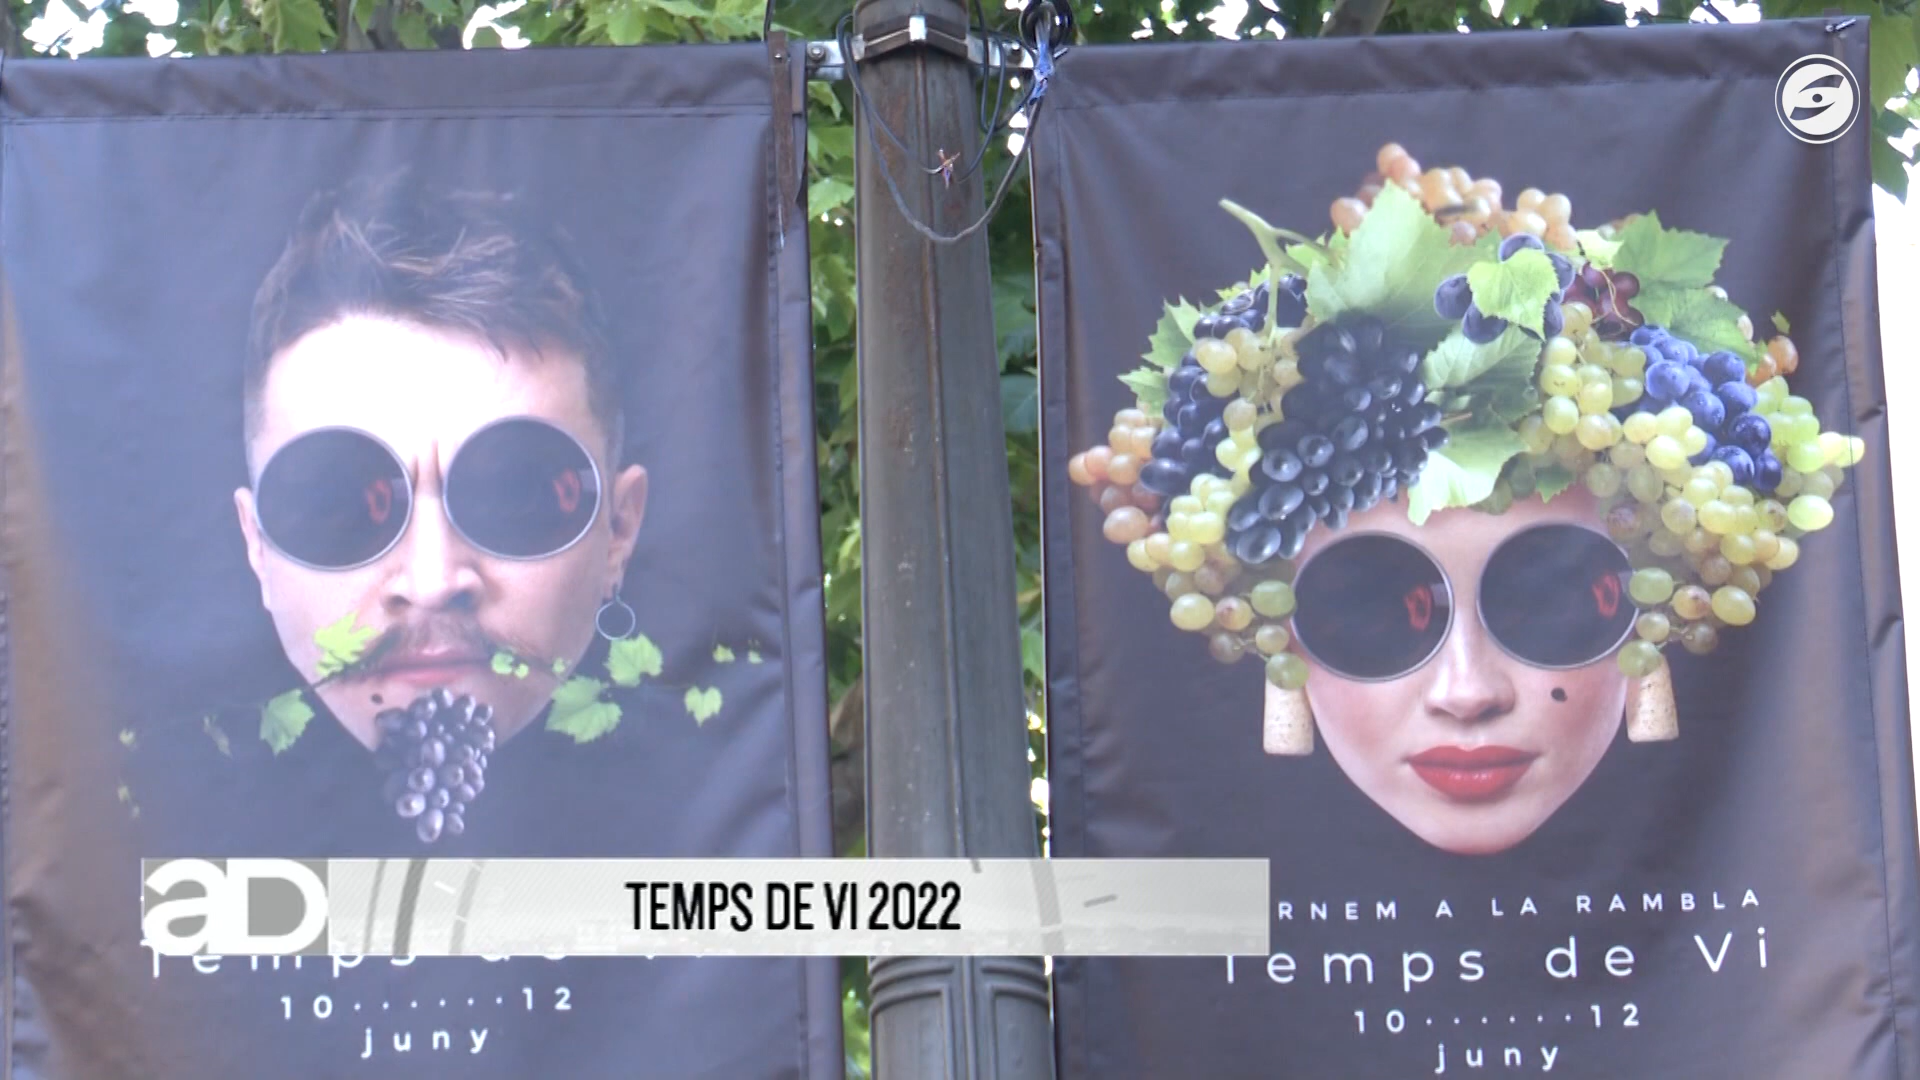 aD
TEMPS DE VI 2022
10.......12
juny
RNEM A LA RAMBLA
Temps de Vi
10.......12
juny